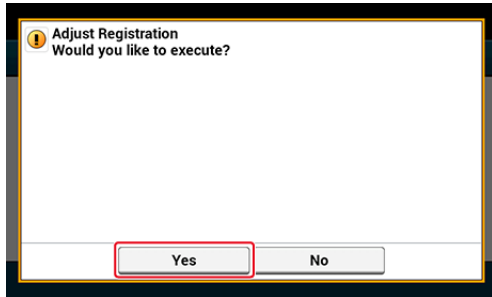 Adjust Registration
Would you like to execute?
Yes
No